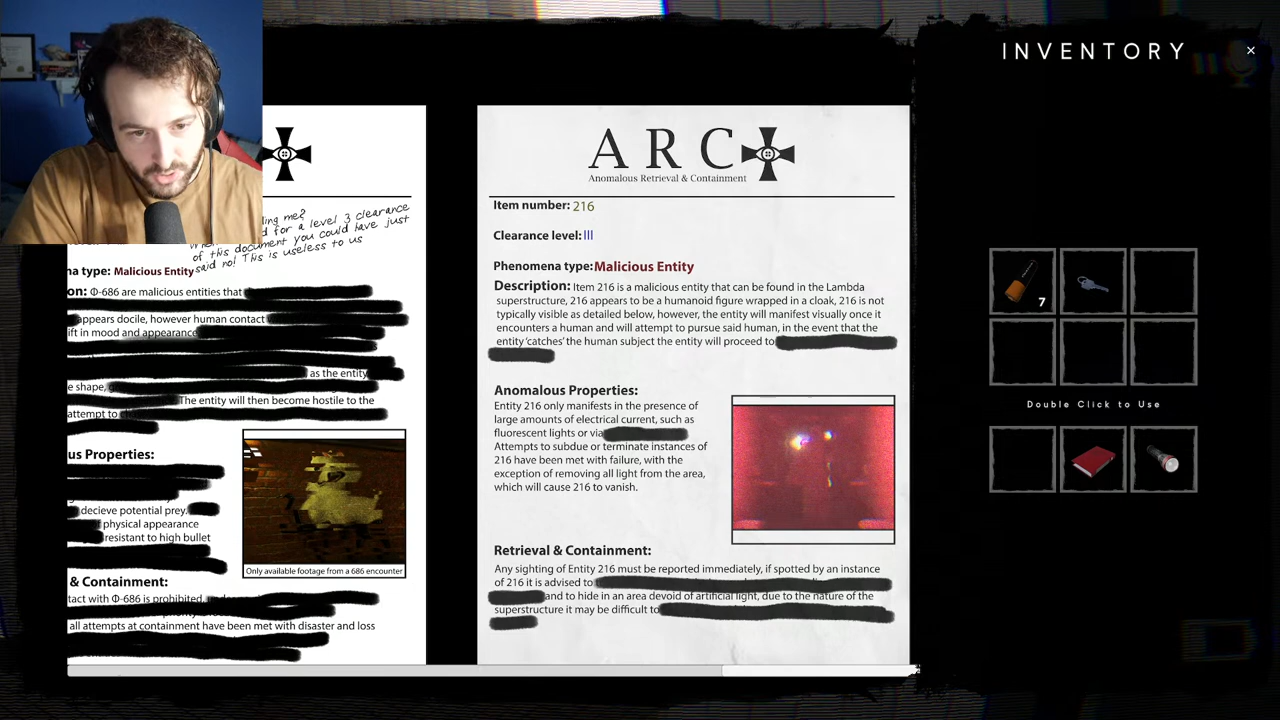 ling me?
for a level 3 clearance
of this document you could have just
said no! This is useless to us
na type: Malicious Entity
on: Φ-686 are malicious entities that
appears docile, however human contact
ift in mood and appearance
as the entity
e shape,
The entity will then become hostile to the
attempt to
us Properties:
decieve potential prey.
physical appearance
resistant to high bullet
Only available footage from a 686 encounter
& Containment:
tact with Φ-686 is prohibited,
all attempts at containment have been met with disaster and loss
ARC
Anomalous Retrieval & Containment
Item number: 216
Clearance level: III
Phenomena type: Malicious Entity
Description: Item 216 is a malicious entity that can be found in the Lambda
superstructure, 216 appears to be a humanoid figure wrapped in a cloak, 216 is not
typically visible as detailed below, however, the entity will manifest visually once it
encounters a human and will attempt to pursue said human, in the event that the
entity 'catches' the human subject the entity will proceed to
Anomalous Properties:
Entity 216 only manifests in the presence of
large amounts of electrical current, such as
fluorescent lights or via
Attempts to subdue or terminate instances of
216 have been met with failure, with the
exception of removing all light from the area,
which will cause 216 to vanish.
Retrieval & Containment:
Any sighting of Entity 216 must be reported immediately, if spotted by an instance
of 216 it is advised to
and to hide in an area devoid of artificial light, due to the nature of the
superstructure it may be difficult to
INVENTORY
7
Double Click to Use